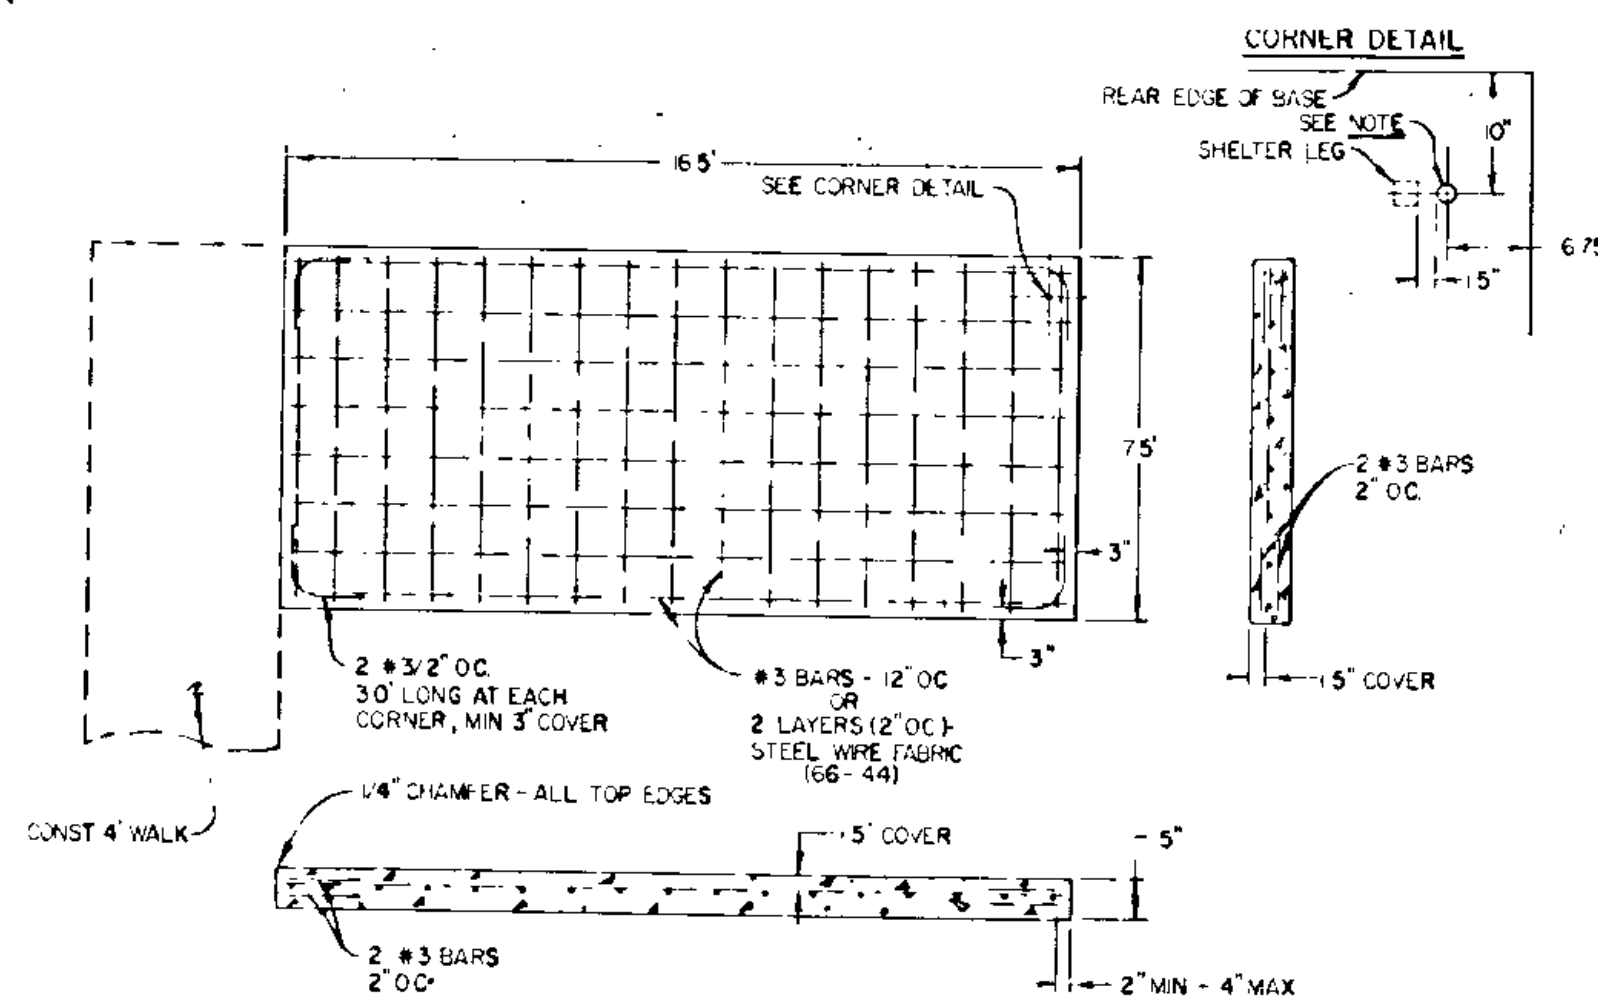 CORNER DETAIL
REAR EDGE OF BASE
SEE NOTE
SHELTER LEG
10"
6 75
1 5"
16 5'
SEE CORNER DETAIL
7 5'
2 #3 BARS
2" O C.
3"
3"
1 5" COVER
2 #3/2" O C.
3 0' LONG AT EACH
CORNER, MIN 3" COVER
#3 BARS - 12" OC
OR
2 LAYERS (2" OC)-
STEEL WIRE FABRIC
(66-44)
1/4" CHAMFER - ALL TOP EDGES
CONST 4' WALK
5" COVER
5"
2 #3 BARS
2" O C.
2" MIN - 4" MAX